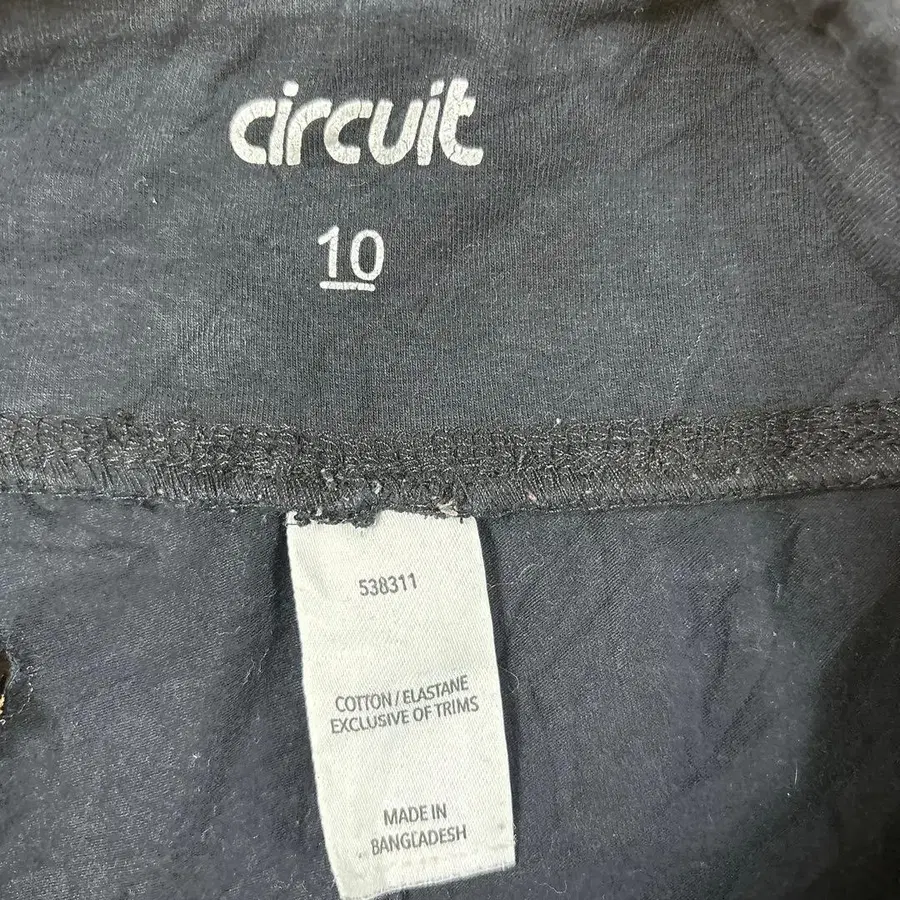 circuit
10
538311
COTTON / ELASTANE
EXCLUSIVE OF TRIMS
MADE IN
BANGLADESH